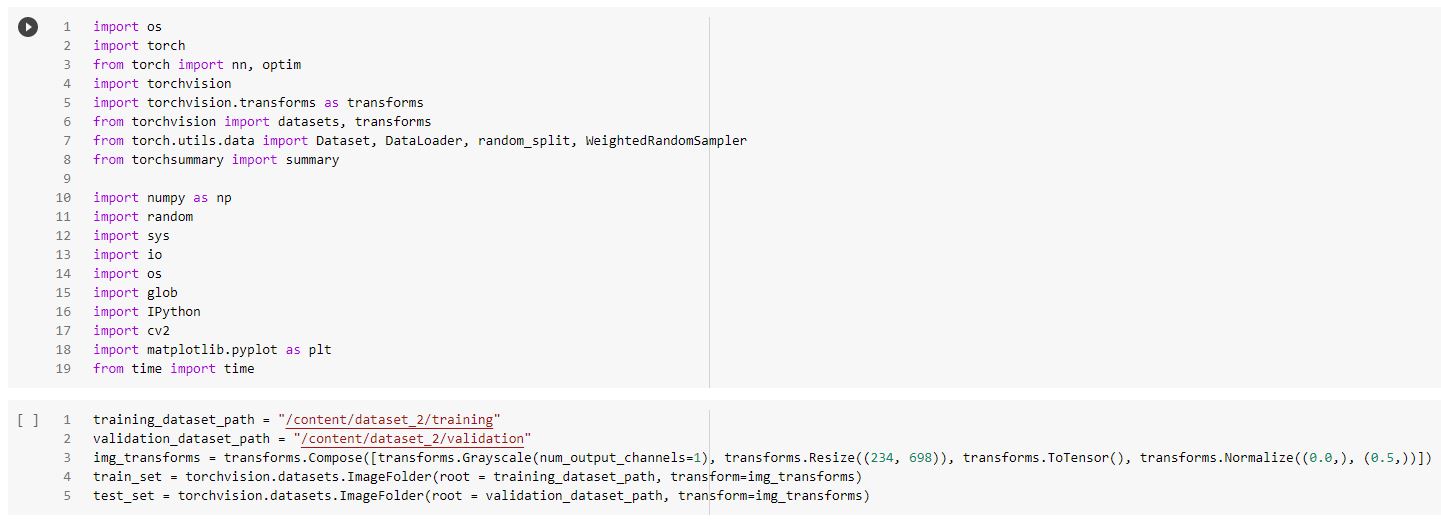 1 import os
2 import torch
3 from torch import nn, optim
4 import torchvision
5 import torchvision.transforms as transforms
6 from torchvision import datasets, transforms
7 from torch.utils.data import Dataset, DataLoader, random_split, WeightedRandomSampler
8 from torchsummary import summary
9
10 import numpy as np
11 import random
12 import sys
13 import io
14 import os
15 import glob
16 import IPython
17 import cv2
18 import matplotlib.pyplot as plt
19 from time import time
[ ] 1 training_dataset_path = "/content/dataset_2/training"
2 validation_dataset_path = "/content/dataset_2/validation"
3 img_transforms = transforms.Compose([transforms.Grayscale(num_output_channels=1), transforms.Resize((234, 698)), transforms.ToTensor(), transforms.Normalize((0.0,), (0.5,))])
4 train_set = torchvision.datasets.ImageFolder(root = training_dataset_path, transform=img_transforms)
5 test_set = torchvision.datasets.ImageFolder(root = validation_dataset_path, transform=img_transforms)